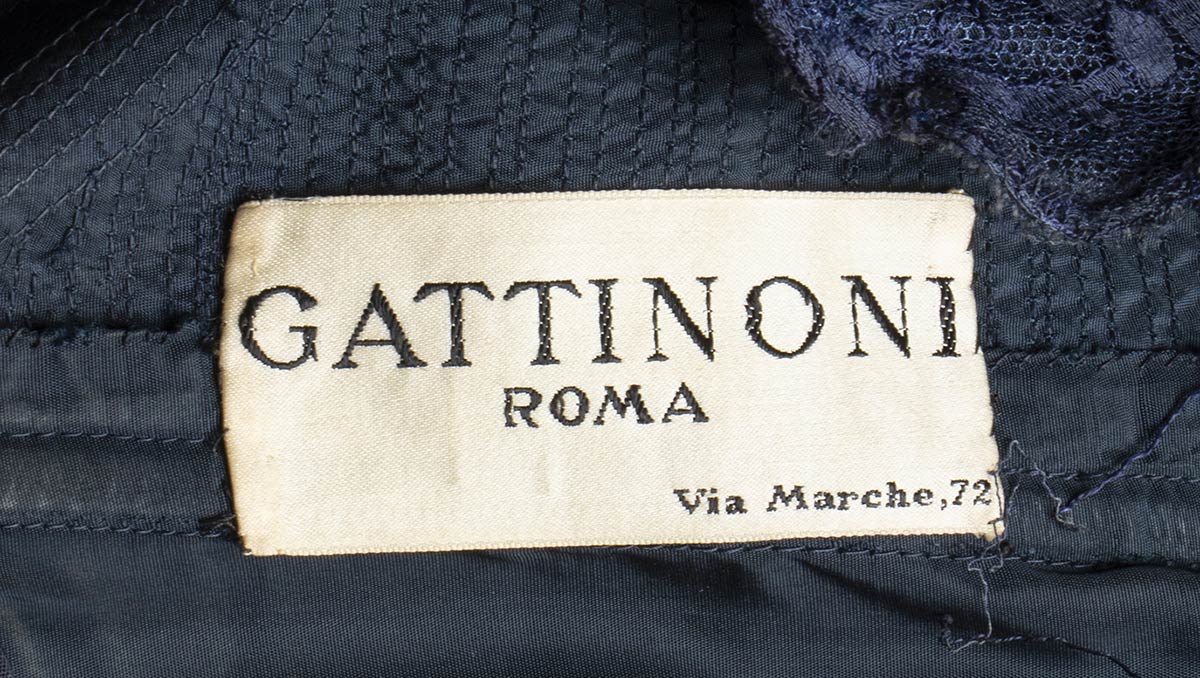 GATTINONI
ROMA
Via Marche,72